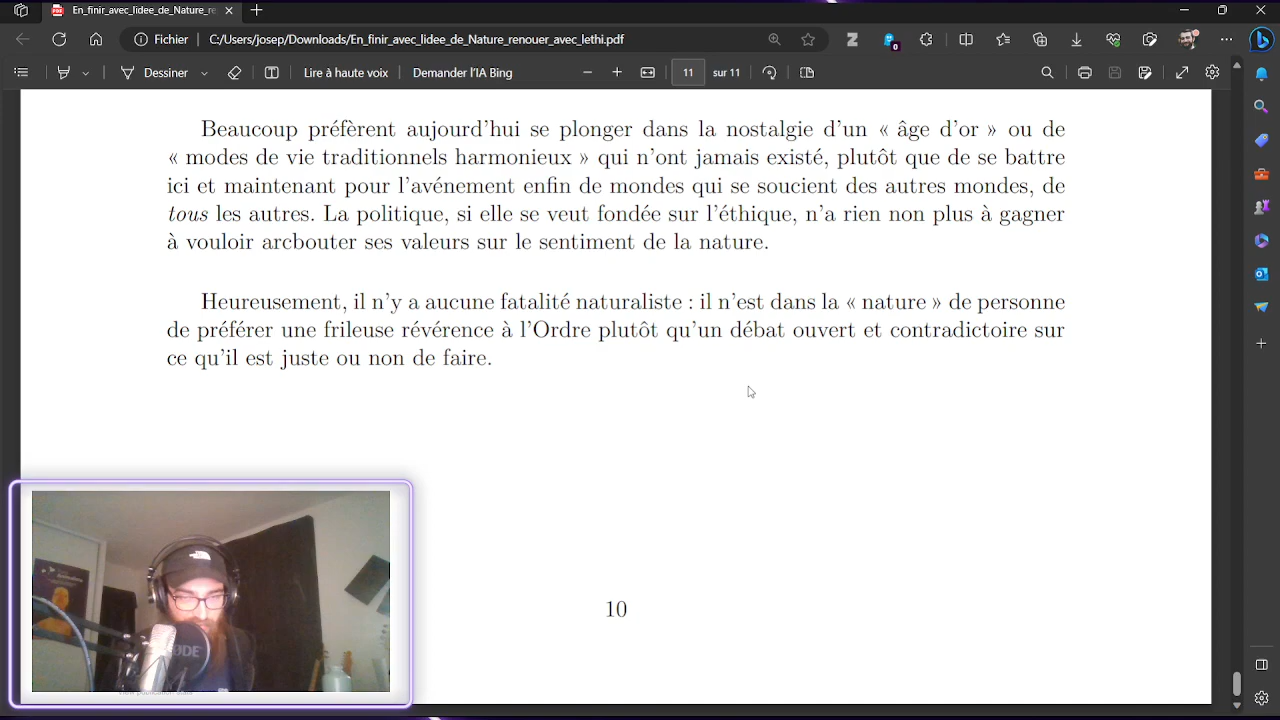 En_finir_avec_lidee_de_Nature_re
Fichier
C:/Users/josep/Downloads/En_finir_avec_lidee_de_Nature_renouer_avec_lethi.pdf
0
Dessiner
Lire à haute voix
Demander l'IA Bing
11
sur 11
Beaucoup préfèrent aujourd'hui se plonger dans la nostalgie d'un « âge d'or » ou de
« modes de vie traditionnels harmonieux » qui n'ont jamais existé, plutôt que de se battre
ici et maintenant pour l'avénement enfin de mondes qui se soucient des autres mondes, de
tous les autres. La politique, si elle se veut fondée sur l'éthique, n'a rien non plus à gagner
à vouloir arcbouter ses valeurs sur le sentiment de la nature.
Heureusement, il n'y a aucune fatalité naturaliste : il n'est dans la « nature » de personne
de préférer une frileuse révérence à l'Ordre plutôt qu'un débat ouvert et contradictoire sur
ce qu'il est juste ou non de faire.
10